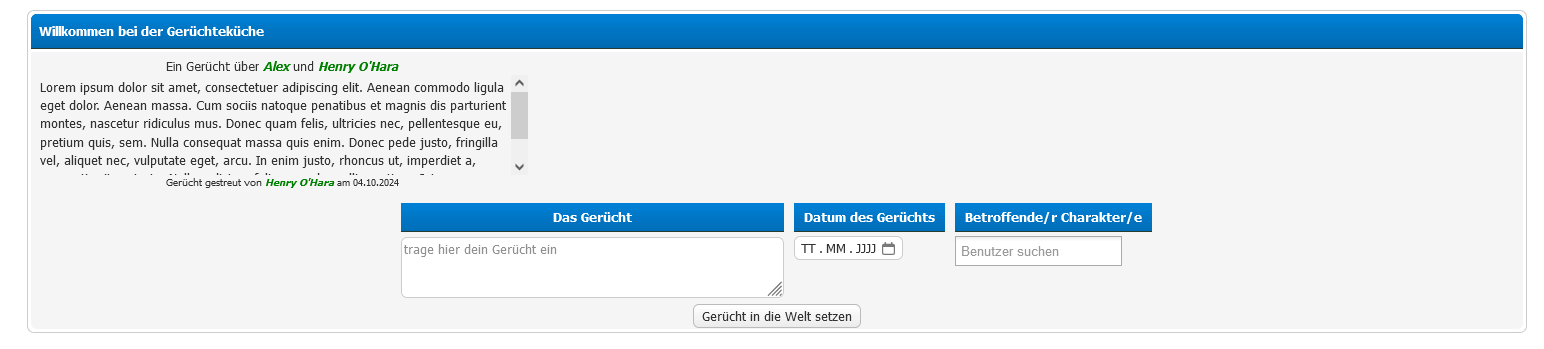 Willkommen bei der Gerüchteküche
Ein Gerücht über Alex und Henry O'Hara
Lorem ipsum dolor sit amet, consectetuer adipiscing elit. Aenean commodo ligula
eget dolor. Aenean massa. Cum sociis natoque penatibus et magnis dis parturient
montes, nascetur ridiculus mus. Donec quam felis, ultricies nec, pellentesque eu,
pretium quis, sem. Nulla consequat massa quis enim. Donec pede justo, fringilla
vel, aliquet nec, vulputate eget, arcu. In enim justo, rhoncus ut, imperdiet a,
Gerücht gestreut von Henry O'Hara am 04.10.2024
Das Gerücht Datum des Gerüchts Betroffende/r Charakter/e
trage hier dein Gerücht ein TT . MM . JJJJ Benutzer suchen
Gerücht in die Welt setzen